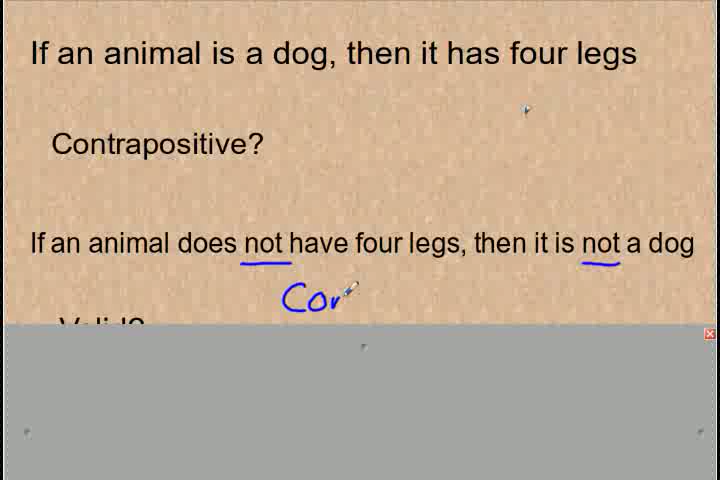 If an animal is a dog, then it has four legs
Contrapositive?
If an animal does not have four legs, then it is not a dog
Cor
Valid?